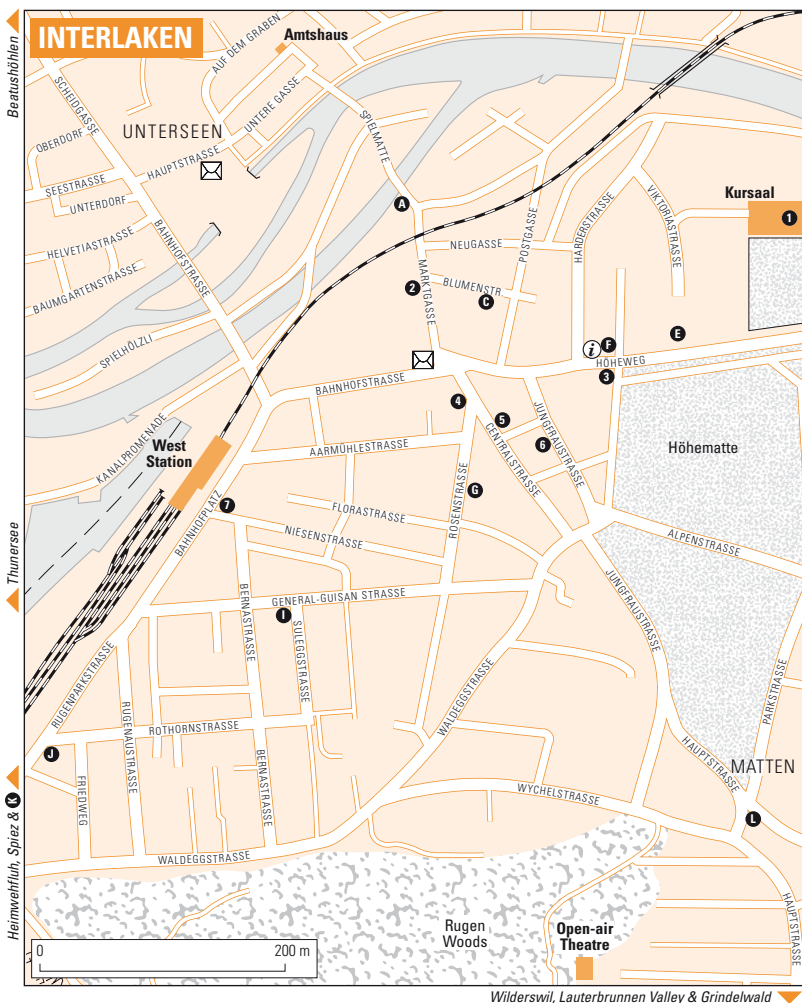 INTERLAKEN
Amtshaus
Beatushöhlen
AUF DEM GRABEN
SCHEIDGASSE
UNTERE GASSE
SPIELMATTE
UNTERSEEN
OBERDORF
HAUPTSTRASSE
SEESTRASSE
UNTERDORF
Kursaal
1
A
VIKTORIASTRASSE
HARDERSTRASSE
POSTGASSE
NEUGASSE
HELVETIASTRASSE
BAHNHOFSTRASSE
BAUMGARTENSTRASSE
MARKTGASSE
2
BLUMENSTR
C
E
i
F
SPIELHÖLZLI
HÖHEWEG
3
BAHNHOFSTRASSE
4
KANALPROMENADE
5
JUNGFRAUSTRASSE
CENTRALSTRASSE
6
West
Station
AARMÜHLESTRASSE
Höhematte
ROSENSTRASSE
G
7
BAHNHOFPLATZ
FLORASTRASSE
NIESENSTRASSE
ALPENSTRASSE
Thunersee
BERNASTRASSE
GENERAL-GUISAN STRASSE
I
SULEGGSTRASSE
JUNGFRAUSTRASSE
RUGENPARKSTRASSE
RUGENAUSTRASSE
WALDEGGSTRASSE
PARKSTRASSE
ROTHORNSTRASSE
J
BERNASTRASSE
HAUPTSTRASSE
MATTEN
FRIEDWEG
WYCHELSTRASSE
L
Heimwehfluh, Spiez & K
WALDEGGSTRASSE
HAUPTSTRASSE
Rugen
Woods
Open-air
Theatre
0
200 m
Wilderswil, Lauterbrunnen Valley & Grindelwald